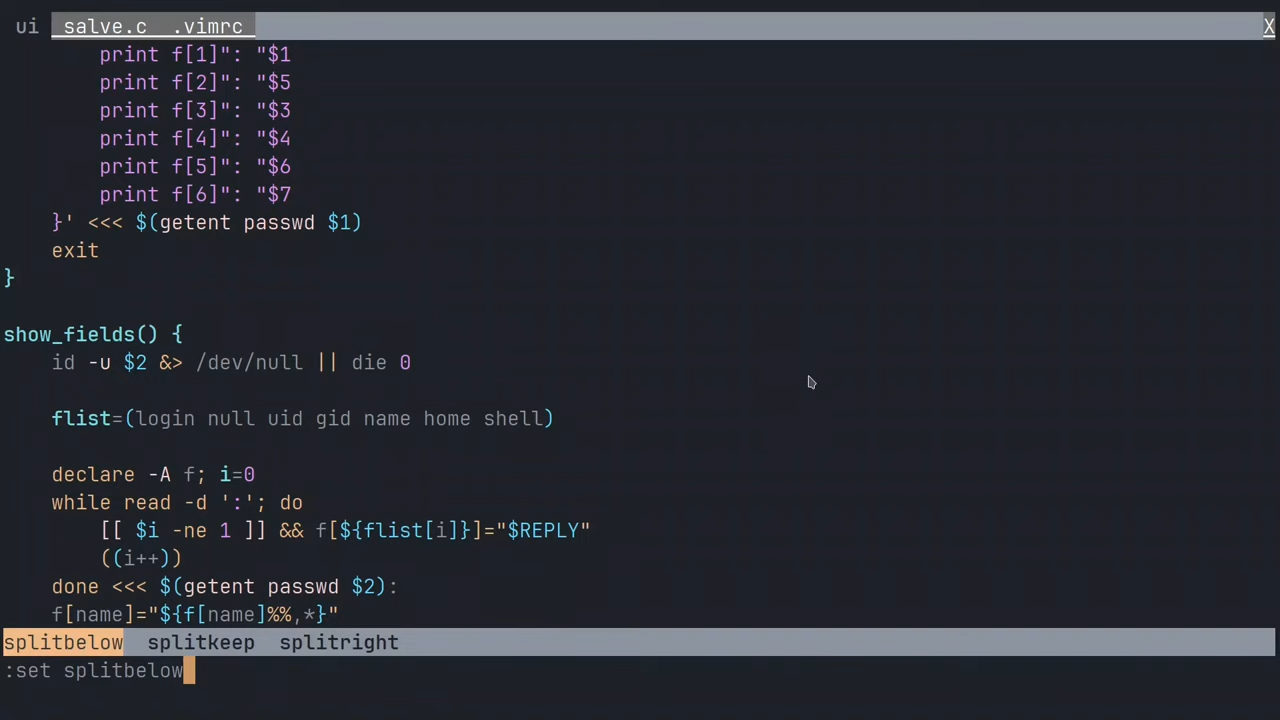 ui salve.c .vimrc X
print f[1]": "$1
print f[2]": "$5
print f[3]": "$3
print f[4]": "$4
print f[5]": "$6
print f[6]": "$7
}' <<< $(getent passwd $1)
exit
}
show_fields() {
id -u $2 &> /dev/null || die 0
flist=(login null uid gid name home shell)
declare -A f; i=0
while read -d ':'; do
[[ $i -ne 1 ]] && f[${flist[i]}]="$REPLY"
((i++))
done <<< $(getent passwd $2):
f[name]="${f[name]%%,*}"
splitbelow splitkeep splitright
:set splitbelow